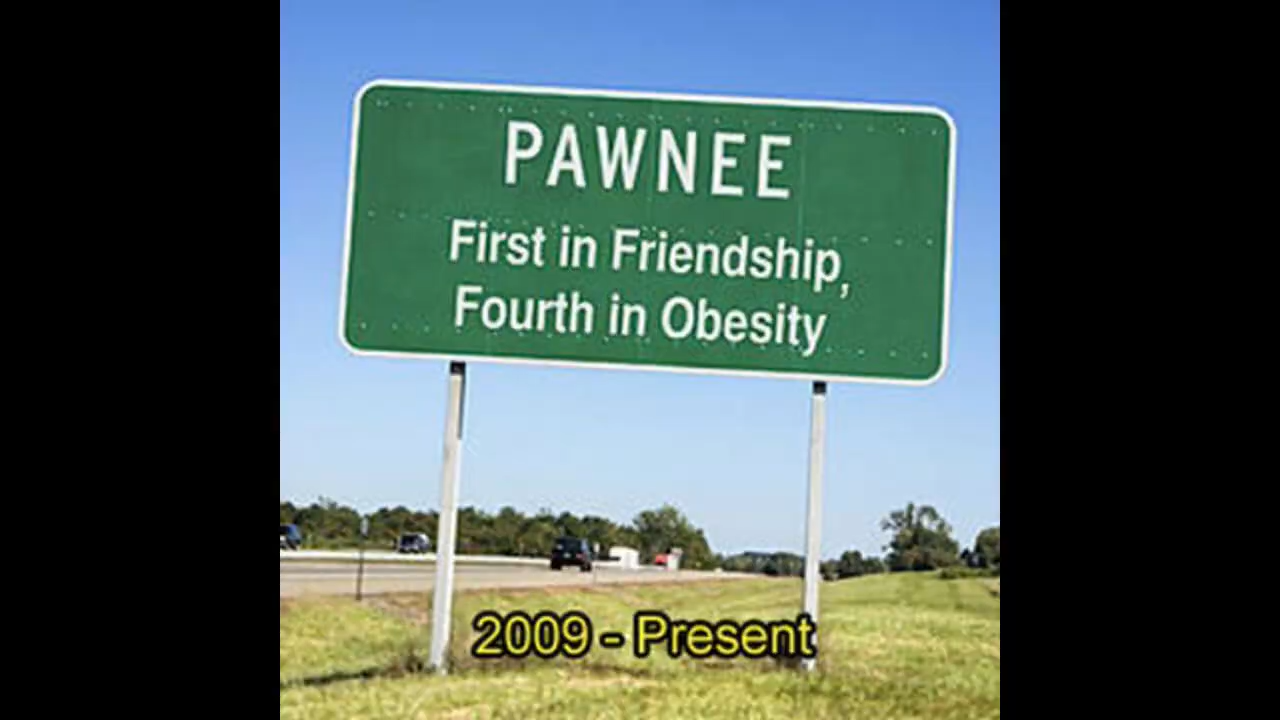 PAWNEE
First in Friendship,
Fourth in Obesity
2009 - Present